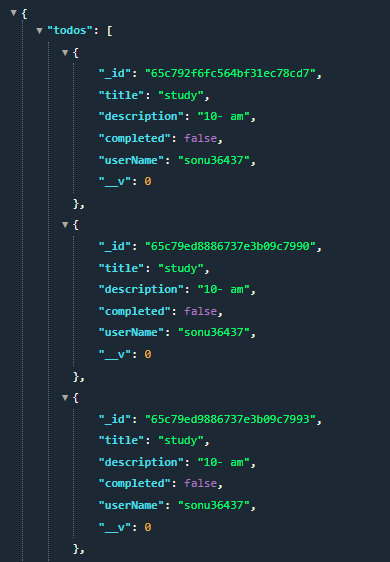 {
"todos": [
{
"_id": "65c792f6fc564bf31ec78cd7",
"title": "study",
"description": "10- am",
"completed": false,
"userName": "sonu36437",
"__v": 0
},
{
"_id": "65c79ed8886737e3b09c7990",
"title": "study",
"description": "10- am",
"completed": false,
"userName": "sonu36437",
"__v": 0
},
{
"_id": "65c79ed9886737e3b09c7993",
"title": "study",
"description": "10- am",
"completed": false,
"userName": "sonu36437",
"__v": 0
},